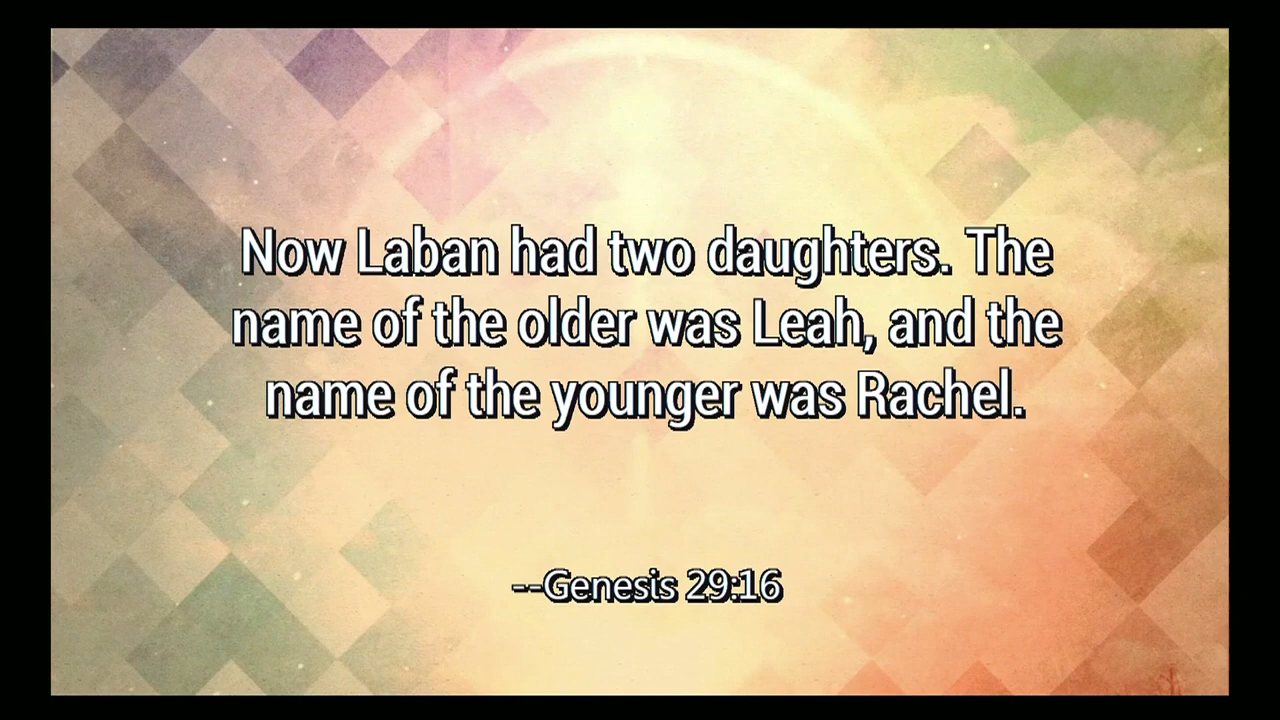 Now Laban had two daughters. The
name of the older was Leah, and the
name of the younger was Rachel.
--Genesis 29:16